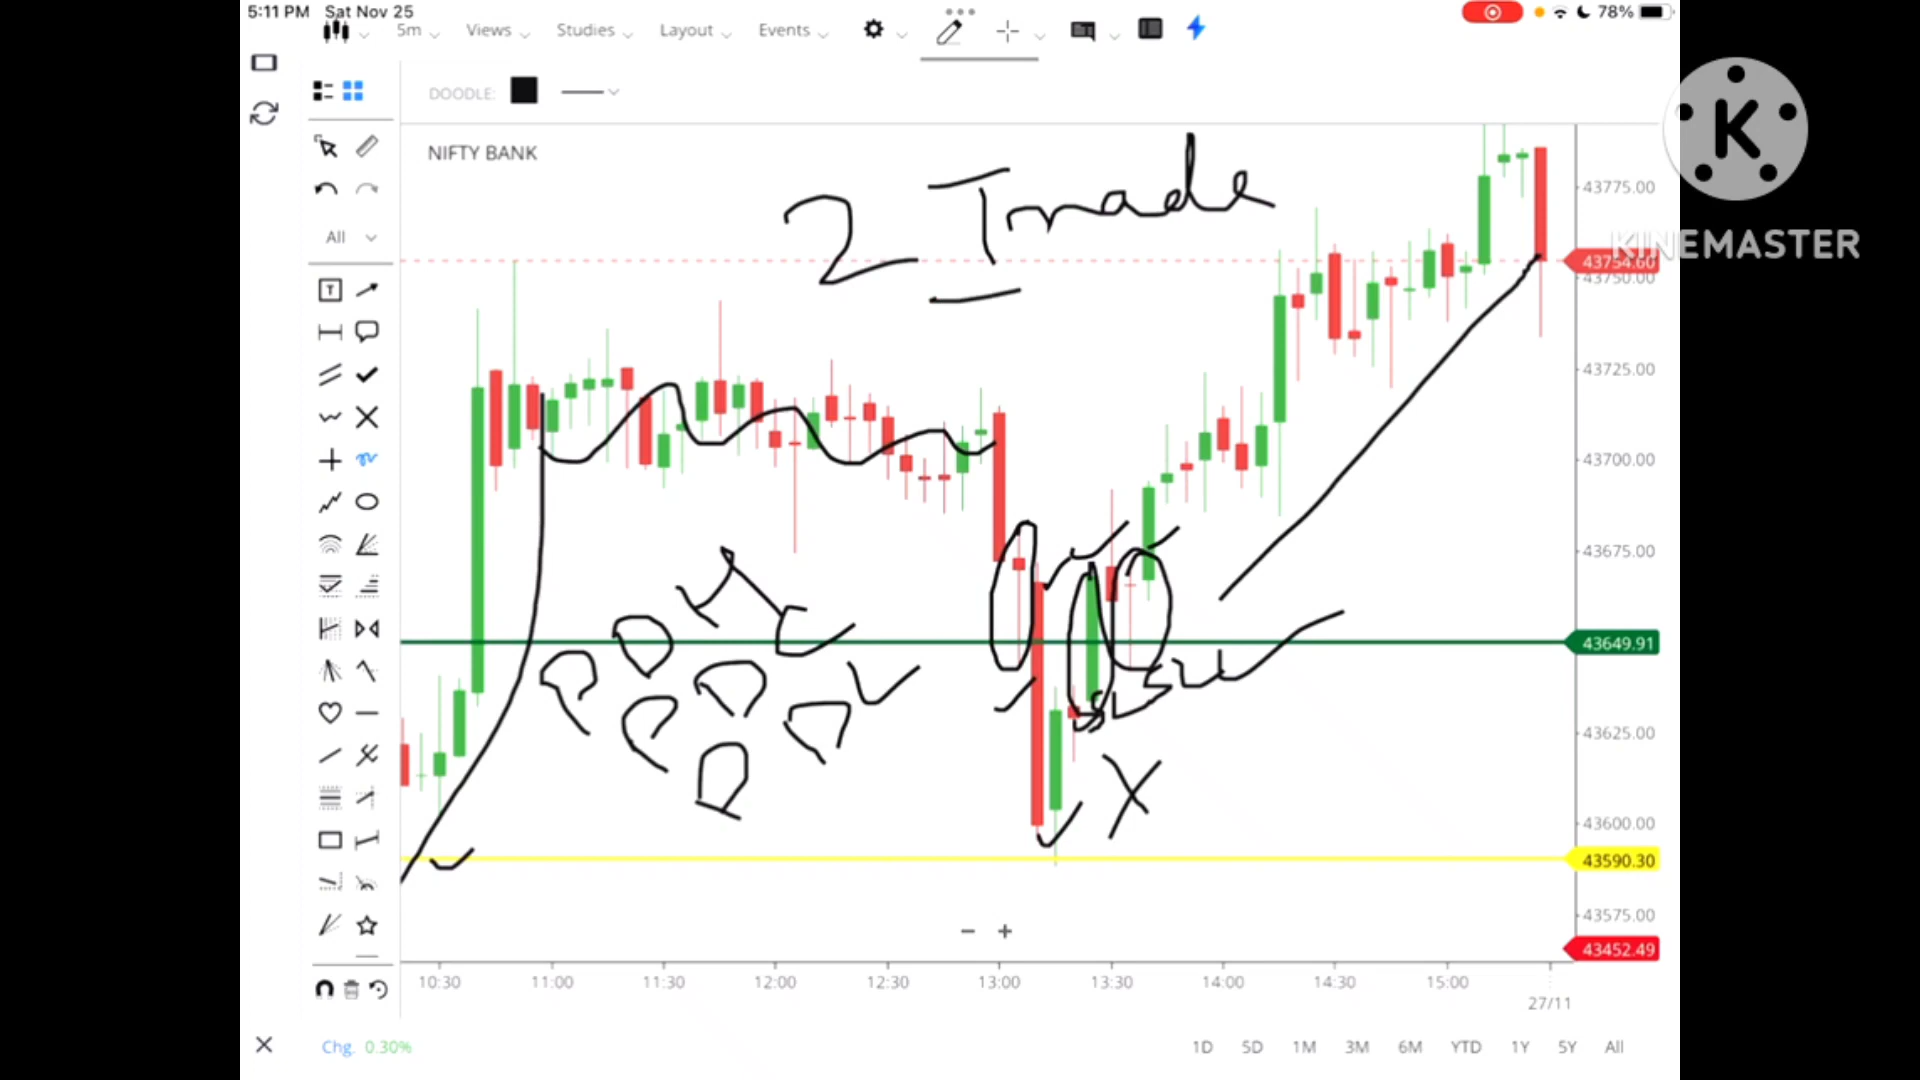 5:11 PM Sat Nov 25
78%
5m Views Studies Layout Events
DOODLE:
NIFTY BANK
2 Trade
K
KINEMASTER
All
T
43775.00
43754.60
43750.00
43725.00
43700.00
43675.00
43649.91
43625.00
43600.00
43590.30
43575.00
43452.49
X
− +
10:30 11:00 11:30 12:00 12:30 13:00 13:30 14:00 14:30 15:00
27/11
Chg. 0.30%
1D 5D 1M 3M 6M YTD 1Y 5Y All